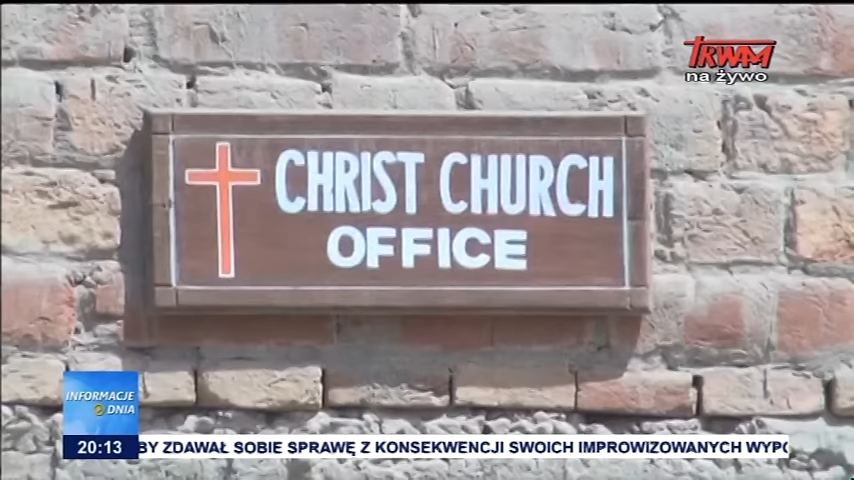 TRWAM
na żywo
CHRIST CHURCH
OFFICE
INFORMACJE
DNIA
20:13
BY ZDAWAŁ SOBIE SPRAWĘ Z KONSEKWENCJI SWOICH IMPROWIZOWANYCH